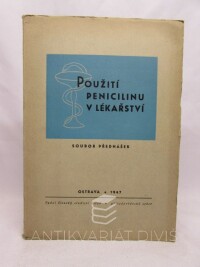 POUŽITÍ
PENICILINU
V LÉKAŘSTVÍ
SOUBOR PŘEDNÁŠEK
OSTRAVA • 1947
ANTIKVARIÁT DIVIŠ